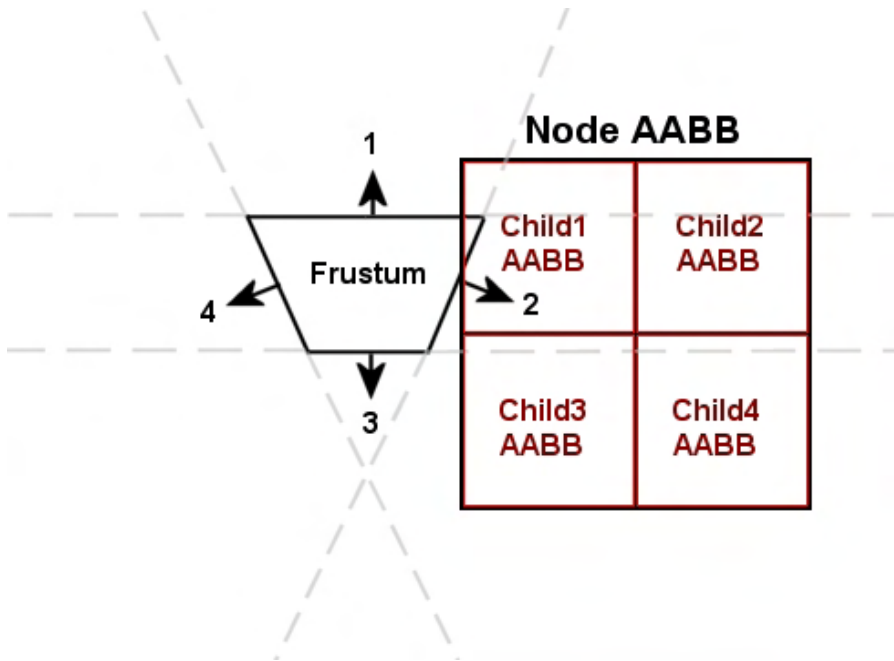 Node AABB
1
Child1
AABB
Child2
AABB
Frustum
4
2
3
Child3
AABB
Child4
AABB